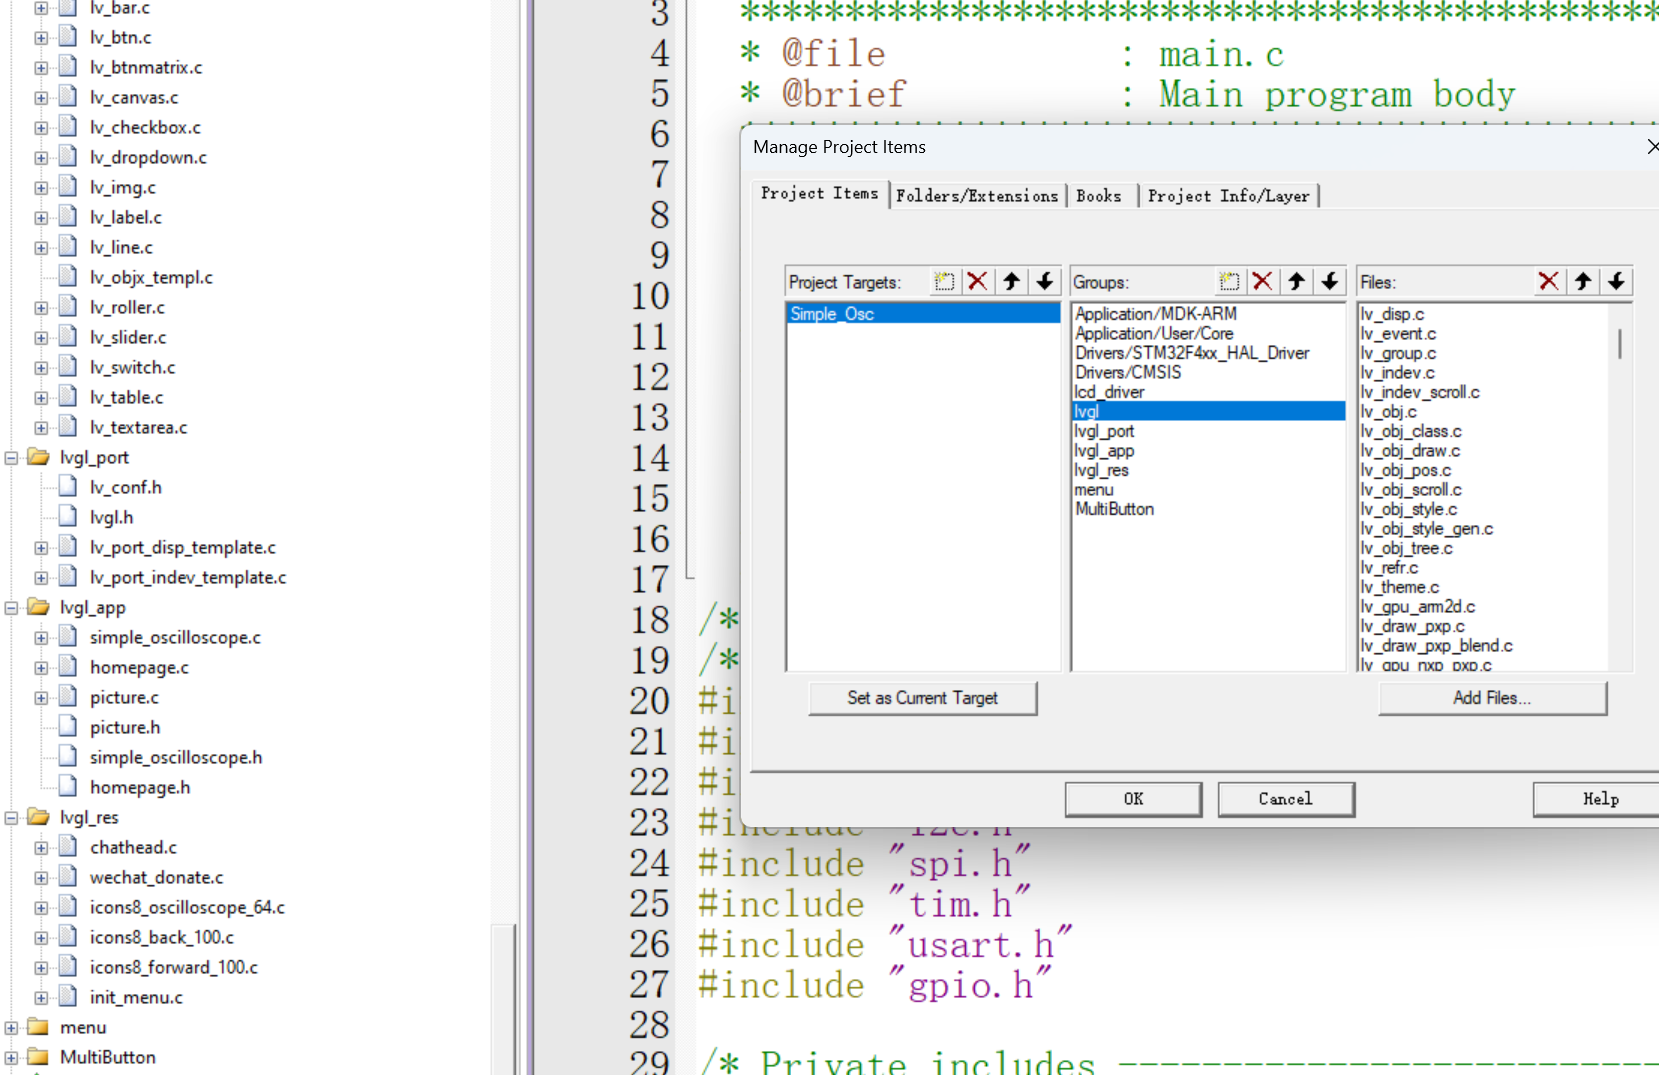 lv_bar.c
lv_btn.c
lv_btnmatrix.c
lv_canvas.c
lv_checkbox.c
lv_dropdown.c
lv_img.c
lv_label.c
lv_line.c
lv_objx_templ.c
lv_roller.c
lv_slider.c
lv_switch.c
lv_table.c
lv_textarea.c
lvgl_port
lv_conf.h
lvgl.h
lv_port_disp_template.c
lv_port_indev_template.c
lvgl_app
simple_oscilloscope.c
homepage.c
picture.c
picture.h
simple_oscilloscope.h
homepage.h
lvgl_res
chathead.c
wechat_donate.c
icons8_oscilloscope_64.c
icons8_back_100.c
icons8_forward_100.c
init_menu.c
menu
MultiButton
3 *******************************************
4 * @file : main.c
5 * @brief : Main program body
6
7
8
9
10
11
12
13
14
15
16
17
18 /*
19 /*
20 #i
21 #i
22 #i
23 #include "i2c.h"
24 #include "spi.h"
25 #include "tim.h"
26 #include "usart.h"
27 #include "gpio.h"
28
29 /* Private includes -------------------------
Manage Project Items
Project Items Folders/Extensions Books Project Info/Layer
Project Targets:
Simple_Osc
Set as Current Target
Groups:
Application/MDK-ARM
Application/User/Core
Drivers/STM32F4xx_HAL_Driver
Drivers/CMSIS
lcd_driver
lvgl
lvgl_port
lvgl_app
lvgl_res
menu
MultiButton
Files:
lv_disp.c
lv_event.c
lv_group.c
lv_indev.c
lv_indev_scroll.c
lv_obj.c
lv_obj_class.c
lv_obj_draw.c
lv_obj_pos.c
lv_obj_scroll.c
lv_obj_style.c
lv_obj_style_gen.c
lv_obj_tree.c
lv_refr.c
lv_theme.c
lv_gpu_arm2d.c
lv_draw_pxp.c
lv_draw_pxp_blend.c
lv_gpu_nxp_pxp.c
Add Files...
OK Cancel Help